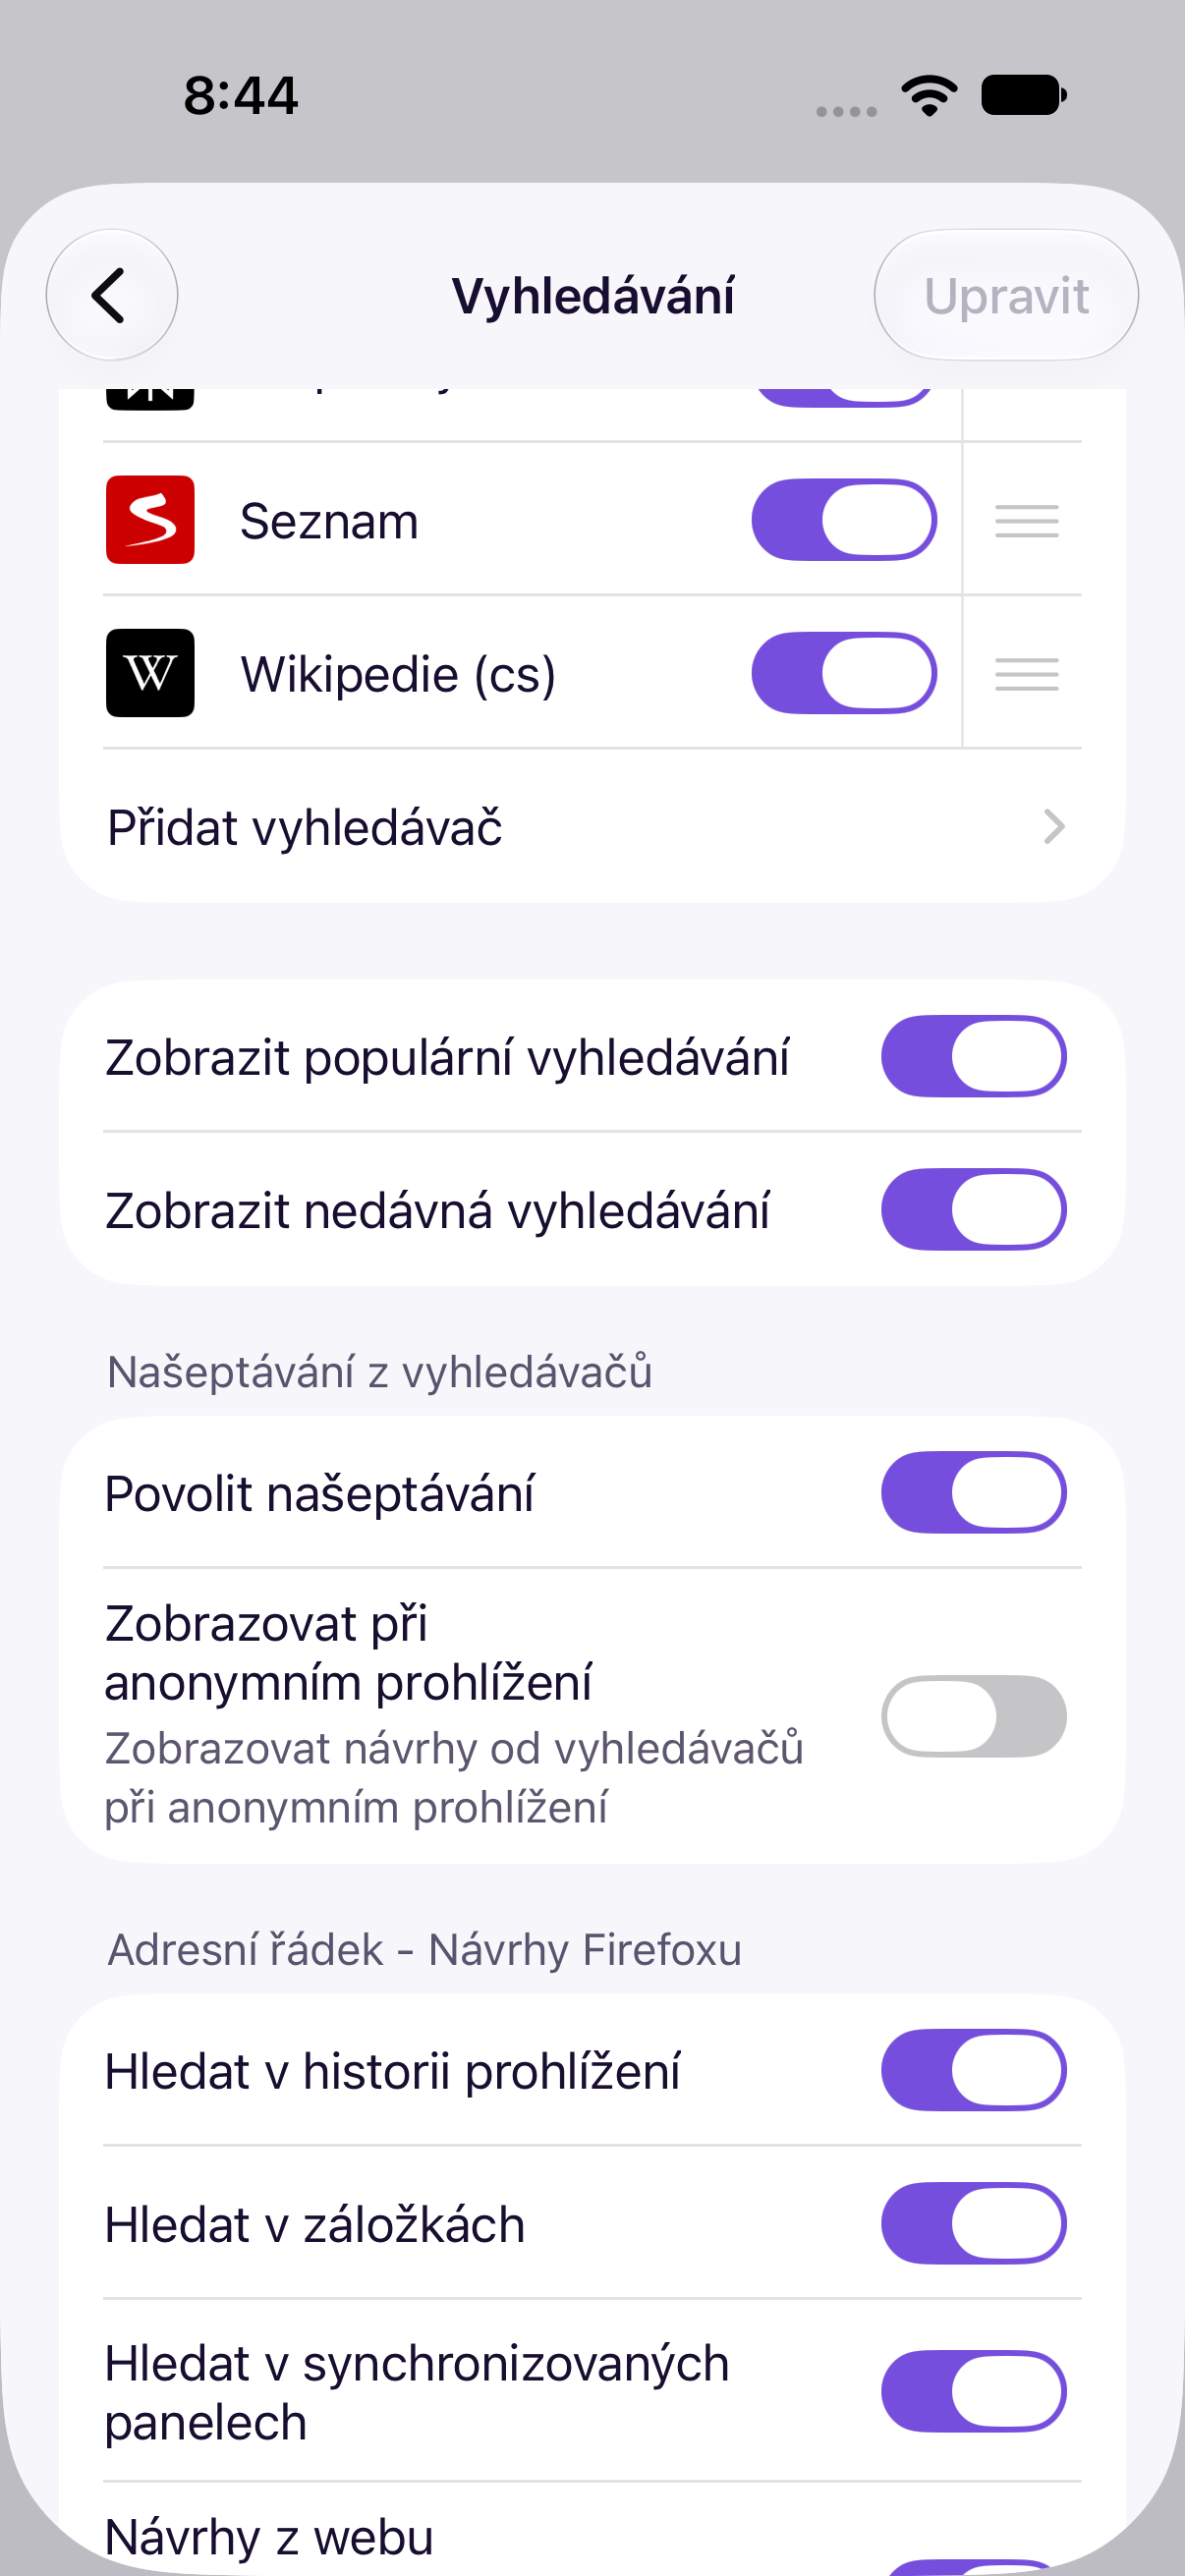 8:44
Vyhledávání
Upravit
Seznam
W
Wikipedie (cs)
Přidat vyhledávač
Zobrazit populární vyhledávání
Zobrazit nedávná vyhledávání
Našeptávání z vyhledávačů
Povolit našeptávání
Zobrazovat při
anonymním prohlížení
Zobrazovat návrhy od vyhledávačů
při anonymním prohlížení
Adresní řádek - Návrhy Firefoxu
Hledat v historii prohlížení
Hledat v záložkách
Hledat v synchronizovaných
panelech
Návrhy z webu